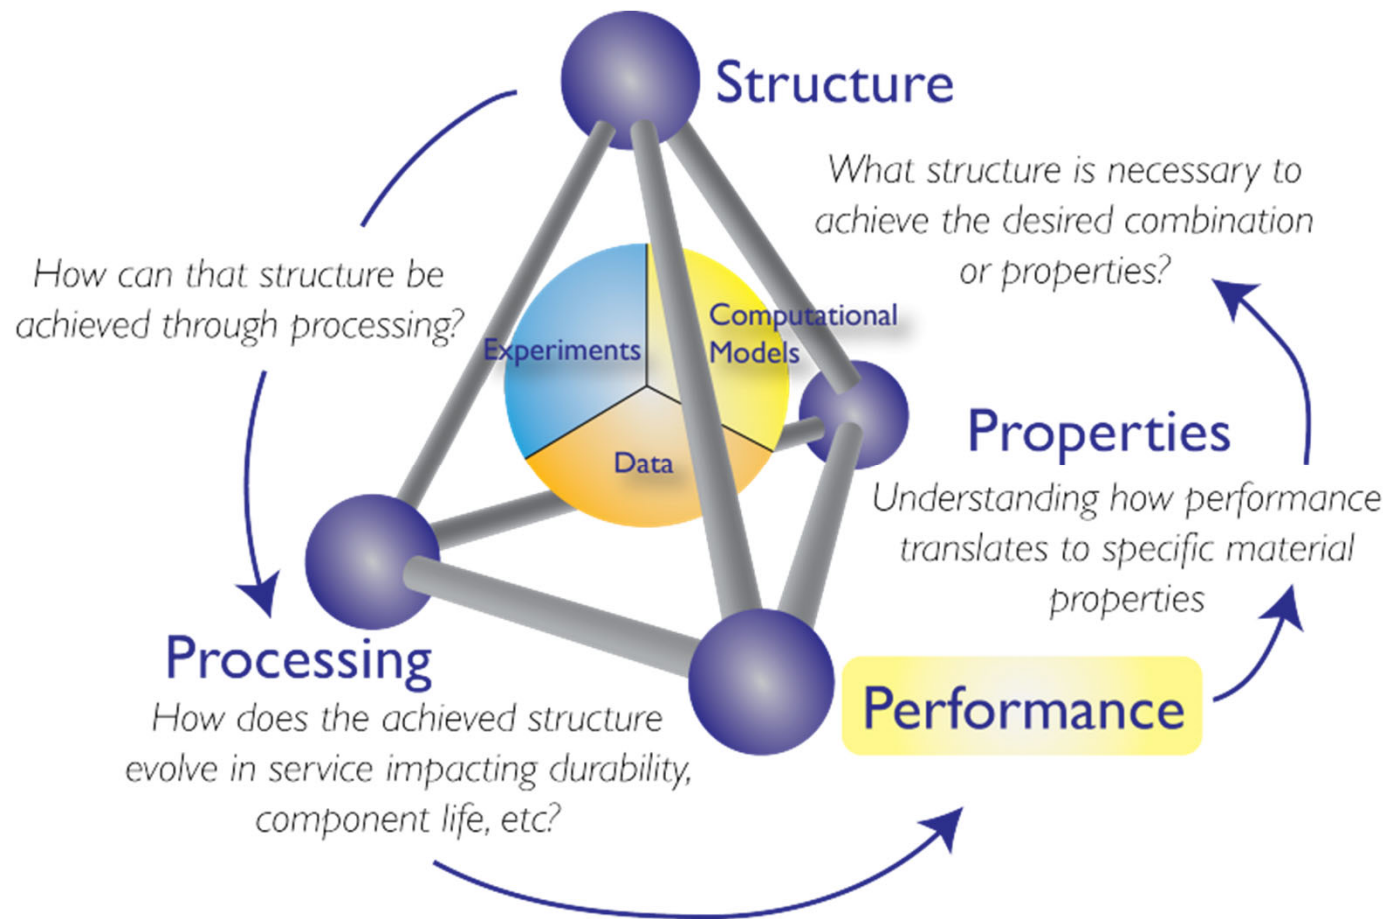 Structure
What structure is necessary to
achieve the desired combination
or properties?
How can that structure be
achieved through processing?
Computational
Models
Experiments
Data
Properties
Understanding how performance
translates to specific material
properties
Processing
How does the achieved structure
evolve in service impacting durability,
component life, etc?
Performance